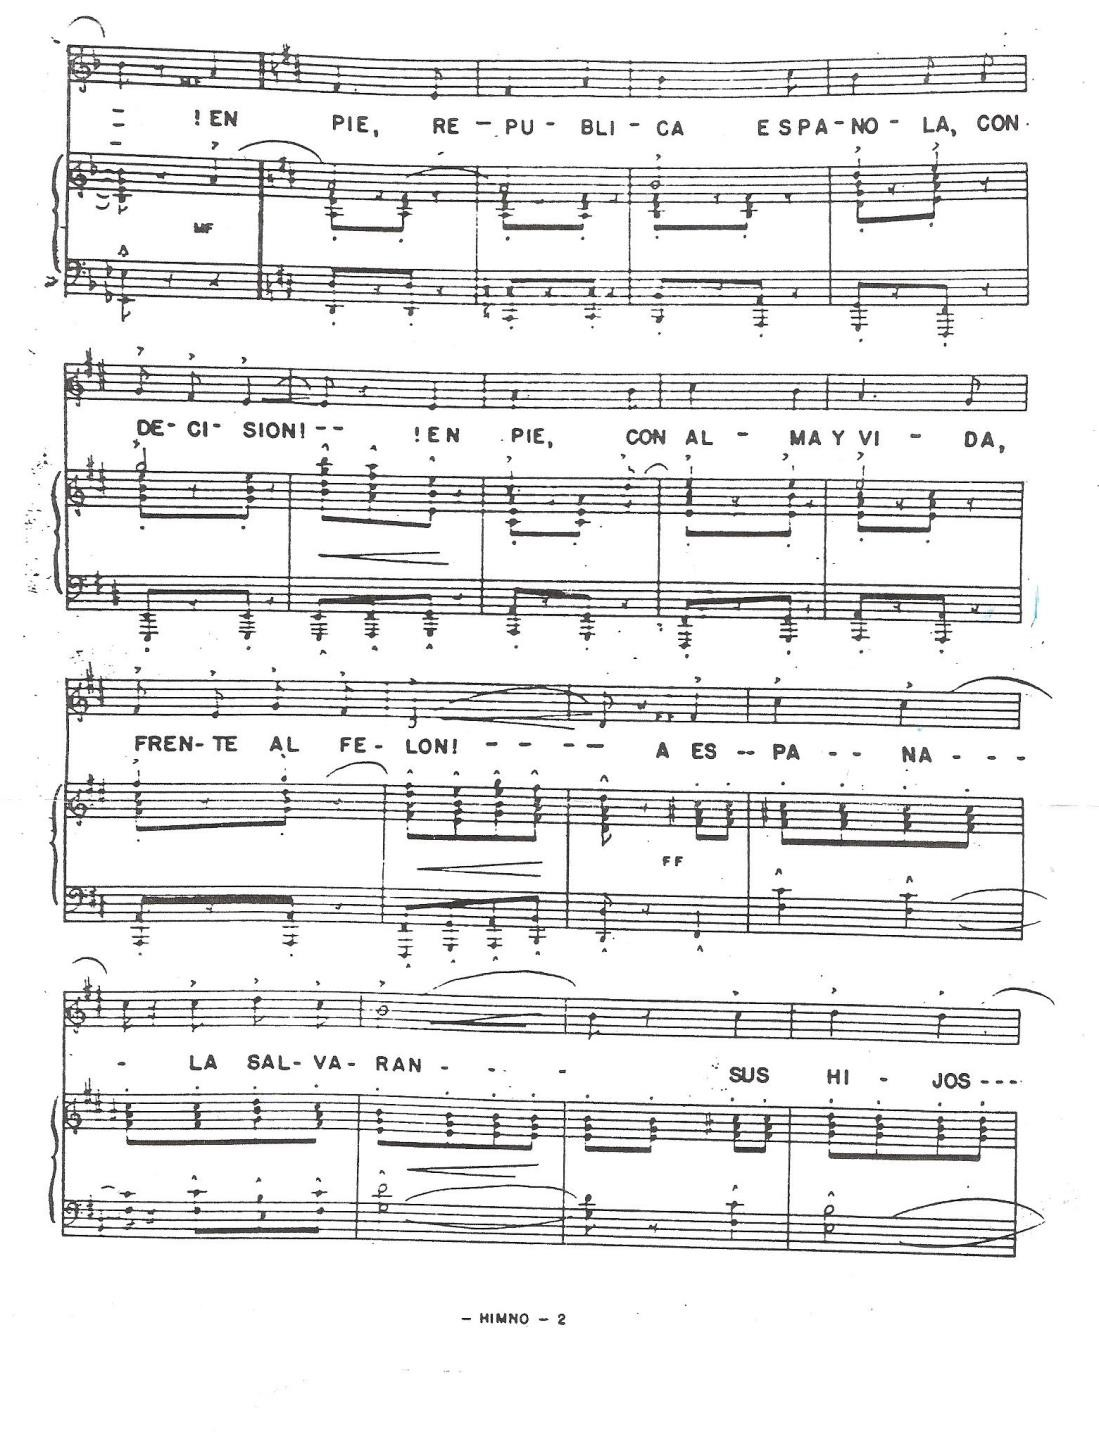 - !EN PIE, RE - PU - BLI - CA ESPA-NO - LA, CON
MF
DE- CI- SION! -- !EN PIE, CON AL - MA Y VI - DA,
FREN- TE AL FE- LON! - - - - A ES -- PA - - NA - - - -
FF
FF
- LA SAL- VA- RAN - - - - SUS HI - JOS ----
- HIMNO - 2